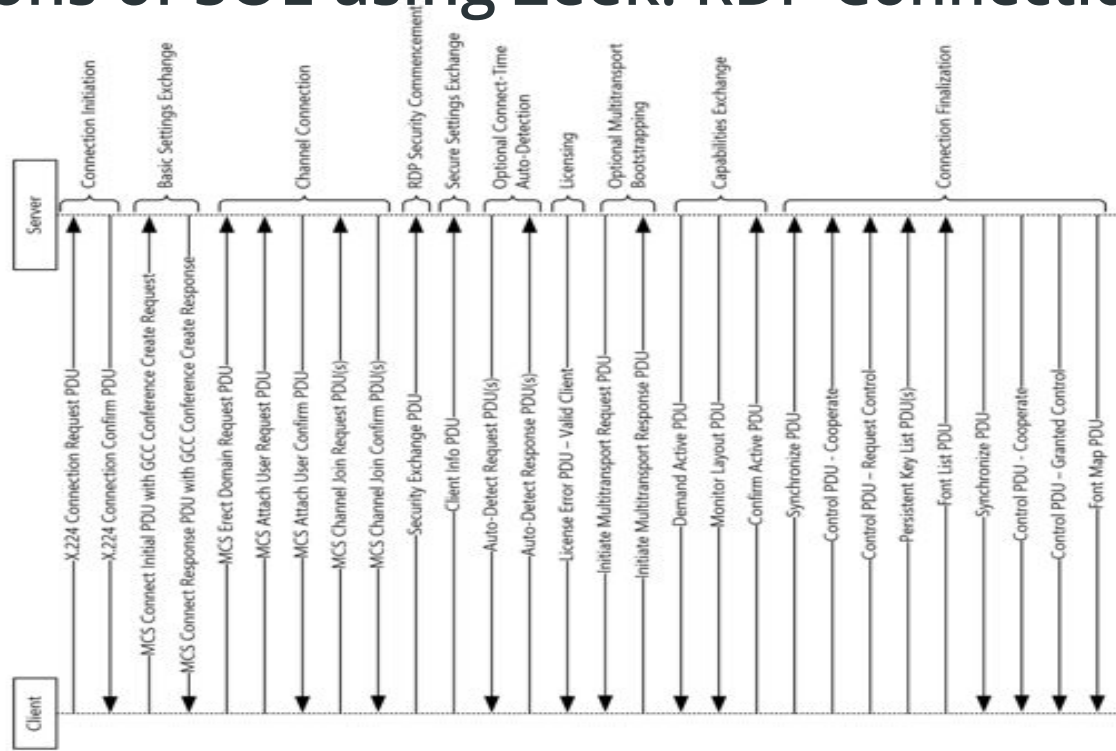 ons of JOE using Zeek: RDP Connectio
Client
Server
X.224 Connection Request PDU
X.224 Connection Confirm PDU
Connection Initiation
MCS Connect Initial PDU with GCC Conference Create Request
MCS Connect Response PDU with GCC Conference Create Response
Basic Settings Exchange
MCS Erect Domain Request PDU
MCS Attach User Request PDU
MCS Attach User Confirm PDU
MCS Channel Join Request PDU(s)
MCS Channel Join Confirm PDU(s)
Channel Connection
Security Exchange PDU
RDP Security Commencement
Client Info PDU
Secure Settings Exchange
Auto-Detect Request PDU(s)
Auto-Detect Response PDU(s)
Optional Connect-Time
Auto-Detection
License Error PDU – Valid Client
Licensing
Initiate Multitransport Request PDU
Initiate Multitransport Response PDU
Optional Multitransport
Bootstrapping
Demand Active PDU
Monitor Layout PDU
Confirm Active PDU
Capabilities Exchange
Synchronize PDU
Control PDU - Cooperate
Control PDU – Request Control
Persistent Key List PDU(s)
Font List PDU
Synchronize PDU
Control PDU - Cooperate
Control PDU – Granted Control
Font Map PDU
Connection Finalization